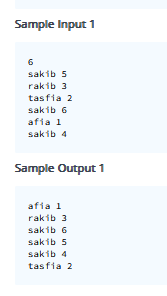 Sample Input 1
6
sakib 5
rakib 3
tasfia 2
sakib 6
afia 1
sakib 4
Sample Output 1
afia 1
rakib 3
sakib 6
sakib 5
sakib 4
tasfia 2